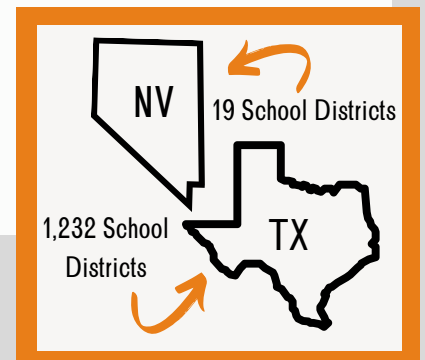 NV
19 School Districts
1,232 School
Districts
TX